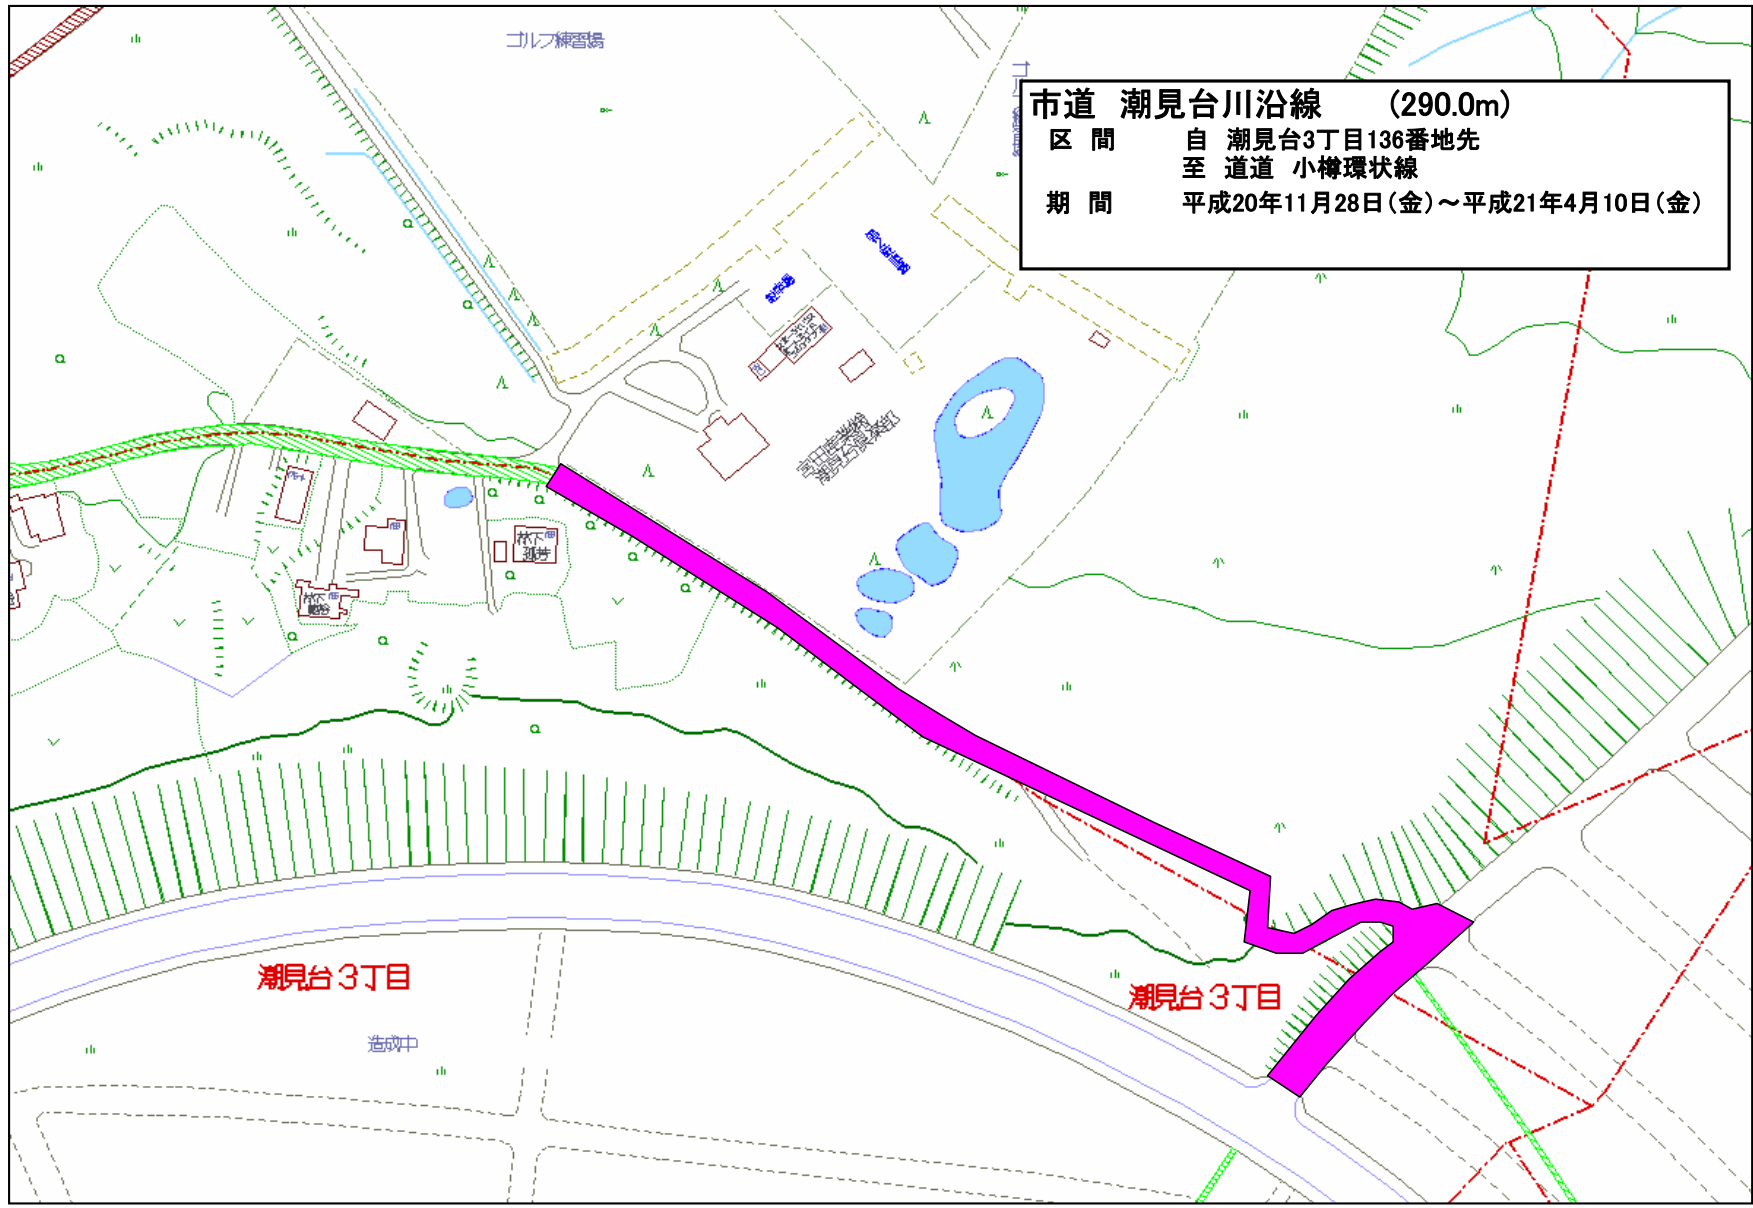 ゴルフ練習場
市道 潮見台川沿線 (290.0m)
区 間 自 潮見台3丁目136番地先
至 道道 小樽環状線
期 間 平成20年11月28日(金)～平成21年4月10日(金)
林下
林下
潮見台3丁目
潮見台3丁目
造成中